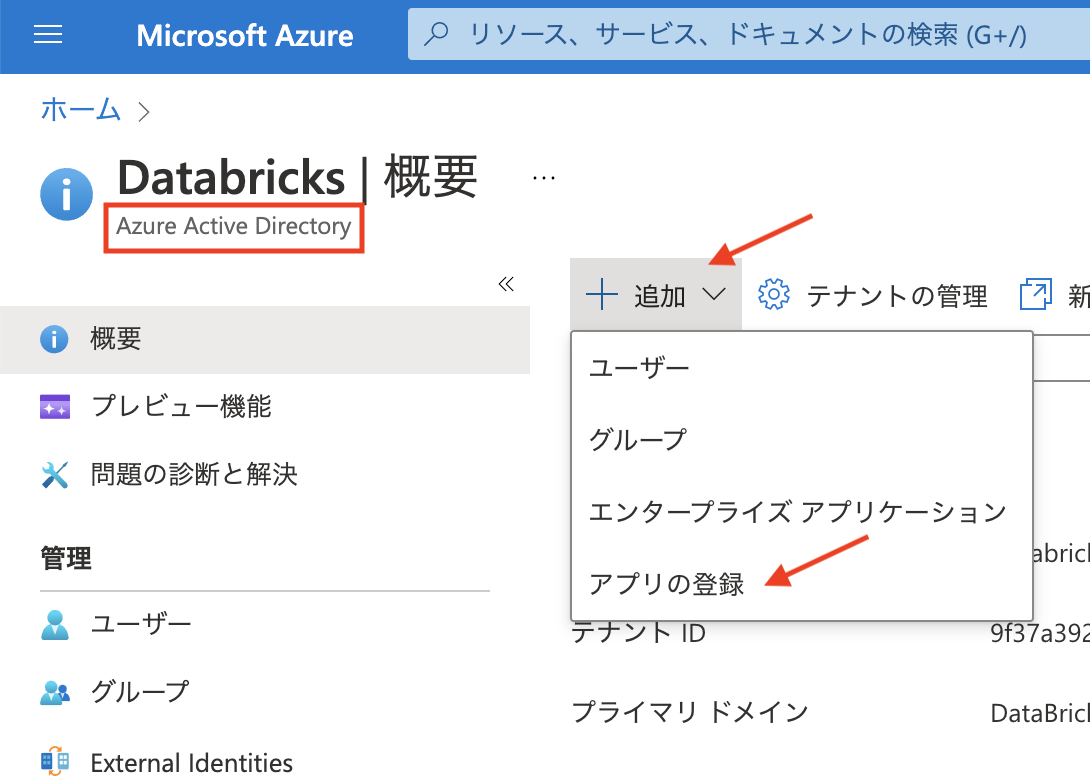 Microsoft Azure
リソース、サービス、ドキュメントの検索 (G+/)
ホーム
Databricks | 概要
...
Azure Active Directory
概要
プレビュー機能
問題の診断と解決
管理
ユーザー
グループ
External Identities
追加
テナントの管理
新
ユーザー
グループ
エンタープライズ アプリケーション
アプリの登録
テナント ID
9f37a392
プライマリ ドメイン
DataBrick